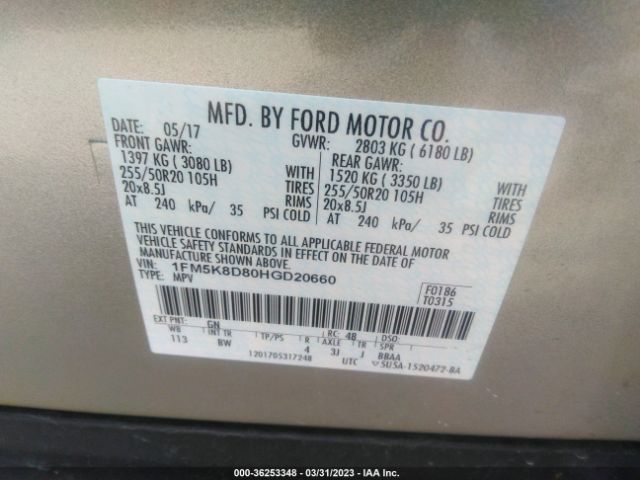 MFD. BY FORD MOTOR CO.
DATE: 05/17 GVWR: 2803 KG ( 6180 LB)
FRONT GAWR: REAR GAWR:
1397 KG ( 3080 LB) WITH 1520 KG ( 3350 LB) WITH
255/50R20 105H TIRES 255/50R20 105H TIRES
20x8.5J RIMS 20x8.5J RIMS
AT 240 kPa/ 35 PSI COLD AT 240 kPa/ 35 PSI COLD
THIS VEHICLE CONFORMS TO ALL APPLICABLE FEDERAL MOTOR
VEHICLE SAFETY STANDARDS IN EFFECT ON THE DATE OF
MANUFACTURE SHOWN ABOVE.
VIN: 1FM5K8D80HGD20660 F0186
TYPE: MPV T0315
EXT PNT: GN RC: 48 DSO:
WB INT TR R AXLE TR SPR
113 BW 4 3J J BBAA
1201705317248 UTC 5U5A-1520472-BA
000-36253348 - 03/31/2023 - IAA Inc.